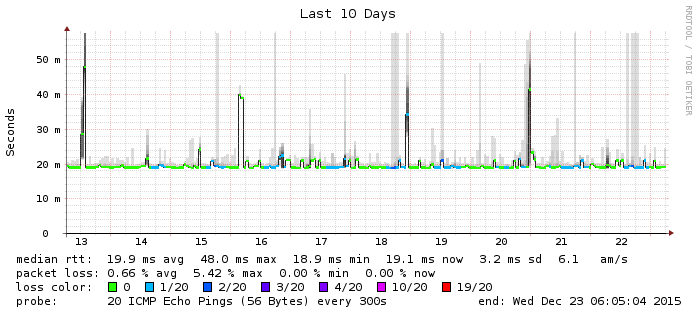 Last 10 Days
RRDTOOL / TOBI OETIKER
Seconds
50 m
40 m
30 m
20 m
10 m
0
13 14 15 16 17 18 19 20 21 22
median rtt: 19.9 ms avg 48.0 ms max 18.9 ms min 19.1 ms now 3.2 ms sd 6.1 am/s
packet loss: 0.66 % avg 5.42 % max 0.00 % min 0.00 % now
loss color: 0 1/20 2/20 3/20 4/20 10/20 19/20
probe: 20 ICMP Echo Pings (56 Bytes) every 300s end: Wed Dec 23 06:05:04 2015